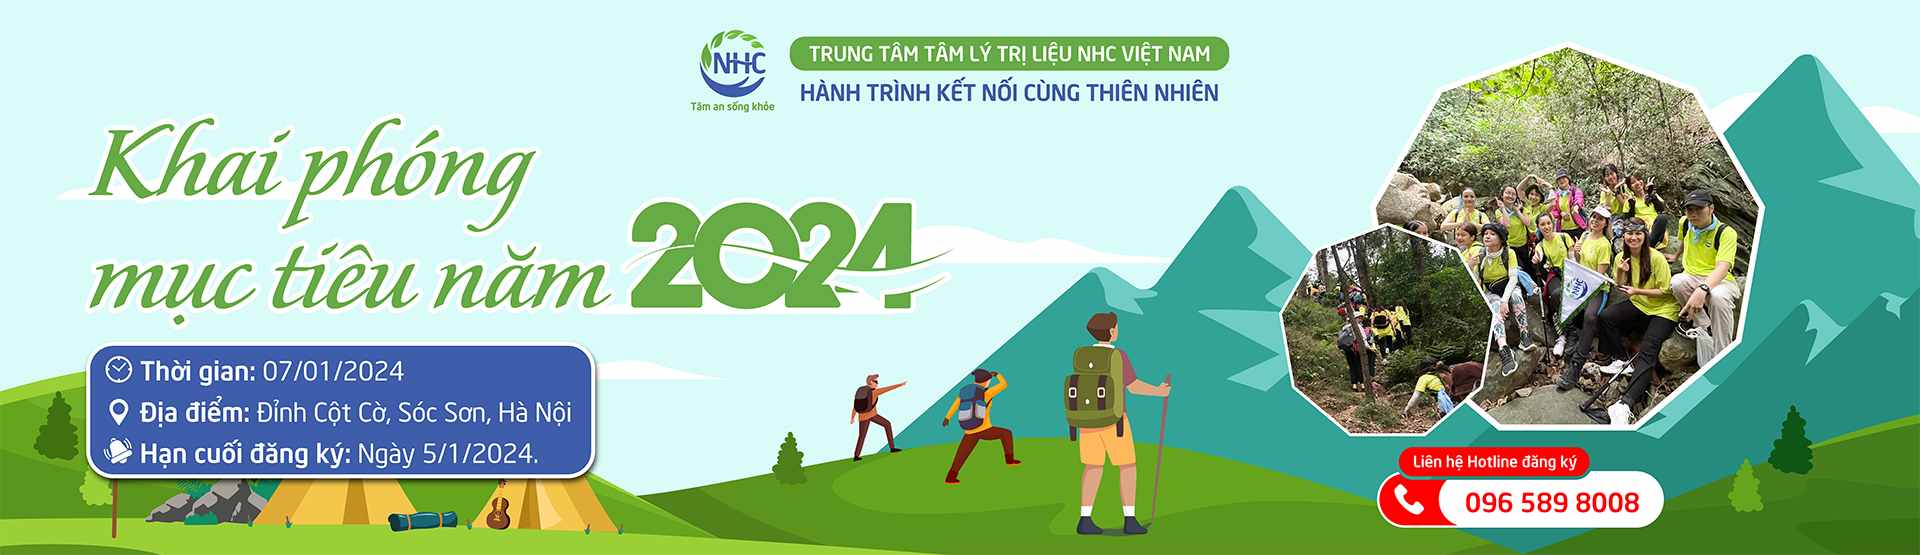 NHC
Tâm an sống khỏe
TRUNG TÂM TÂM LÝ TRỊ LIỆU NHC VIỆT NAM
HÀNH TRÌNH KẾT NỐI CÙNG THIÊN NHIÊN
Khai phóng
mục tiêu năm 2024
Thời gian: 07/01/2024
Địa điểm: Đỉnh Cột Cờ, Sóc Sơn, Hà Nội
Hạn cuối đăng ký: Ngày 5/1/2024.
NHC
Liên hệ Hotline đăng ký
096 589 8008